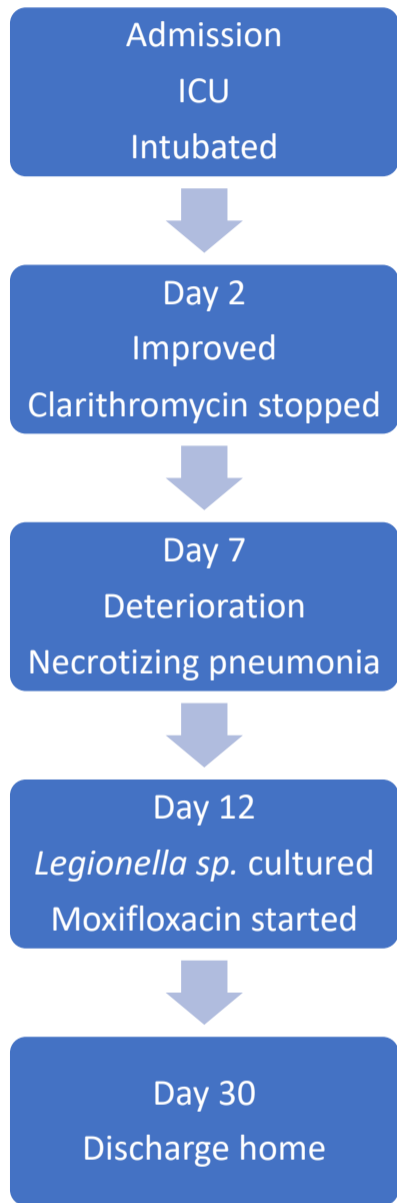 Admission
ICU
Intubated
Day 2
Improved
Clarithromycin stopped
Day 7
Deterioration
Necrotizing pneumonia
Day 12
Legionella sp. cultured
Moxifloxacin started
Day 30
Discharge home